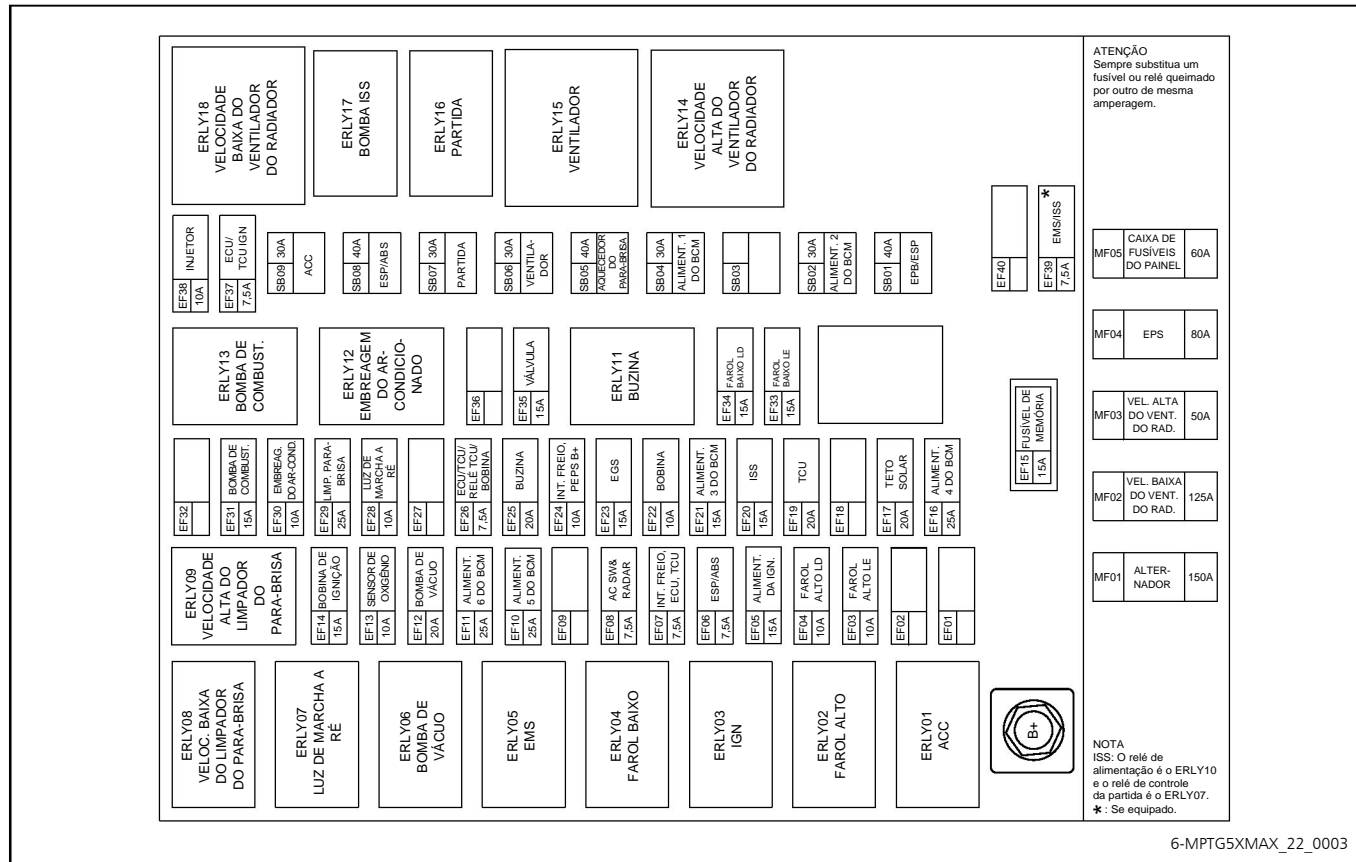 ERLY18
VELOCIDADE
BAIXA DO
VENTILADOR
DO RADIADOR
ERLY17
BOMBA ISS
ERLY16
PARTIDA
ERLY15
VENTILADOR
ERLY14
VELOCIDADE
ALTA DO
VENTILADOR
DO RADIADOR
EF38
10A
INJETOR
EF37
7,5A
ECU/
TCU IGN
SB09 30A
ACC
SB08 40A
ESP/ABS
SB07 30A
PARTIDA
SB06 30A
VENTILA-
DOR
SB05 40A
AQUECEDOR
DO
PARA-BRISA
SB04 30A
ALIMENT. 1
DO BCM
SB03
SB02 30A
ALIMENT. 2
DO BCM
SB01 40A
EPB/ESP
EF40
EF39
7,5A
EMS/ISS
*
ERLY13
BOMBA DE
COMBUST.
ERLY12
EMBREAGEM
DO AR-
CONDICIO-
NADO
EF36
EF35
15A
VÁLVULA
ERLY11
BUZINA
EF34
15A
FAROL
BAIXO LD
EF33
15A
FAROL
BAIXO LE
EF15
15A
FUSÍVEL DE
MEMÓRIA
EF32
EF31
15A
BOMBA DE
COMBUST.
EF30
10A
EMBREAG.
DO AR-COND.
EF29
25A
LIMP. PARA-
BRISA
EF28
10A
LUZ DE
MARCHA A
RÉ
EF27
EF26
7,5A
ECU/TCU/
RELÉ TCU/
BOBINA
EF25
20A
BUZINA
EF24
10A
INT. FREIO,
PEPS B+
EF23
15A
EGS
EF22
10A
BOBINA
EF21
15A
ALIMENT.
3 DO BCM
EF20
15A
ISS
EF19
20A
TCU
EF18
EF17
20A
TETO
SOLAR
EF16
25A
ALIMENT.
4 DO BCM
ERLY09
VELOCIDADE
ALTA DO
LIMPADOR
DO
PARA-BRISA
EF14
15A
BOBINA DE
IGNIÇÃO
EF13
10A
SENSOR DE
OXIGÊNIO
EF12
20A
BOMBA DE
VÁCUO
EF11
25A
ALIMENT.
6 DO BCM
EF10
25A
ALIMENT.
5 DO BCM
EF09
EF08
7,5A
AC SW&
RADAR
EF07
7,5A
INT. FREIO,
ECU, TCU
EF06
7,5A
ESP/ABS
EF05
15A
ALIMENT.
DA IGN.
EF04
10A
FAROL
ALTO LD
EF03
10A
FAROL
ALTO LE
EF02
EF01
ERLY08
VELOC. BAIXA
DO LIMPADOR
DO PARA-BRISA
ERLY07
LUZ DE MARCHA A
RÉ
ERLY06
BOMBA DE
VÁCUO
ERLY05
EMS
ERLY04
FAROL BAIXO
ERLY03
IGN
ERLY02
FAROL ALTO
ERLY01
ACC
B+
ATENÇÃO
Sempre substitua um
fusível ou relé queimado
por outro de mesma
amperagem.
MF05
CAIXA DE
FUSÍVEIS
DO PAINEL
60A
MF04
EPS
80A
MF03
VEL. ALTA
DO VENT.
DO RAD.
50A
MF02
VEL. BAIXA
DO VENT.
DO RAD.
125A
MF01
ALTER-
NADOR
150A
NOTA
ISS: O relé de
alimentação é o ERLY10
e o relé de controle
da partida é o ERLY07.
* : Se equipado.
6-MPTG5XMAX_22_0003